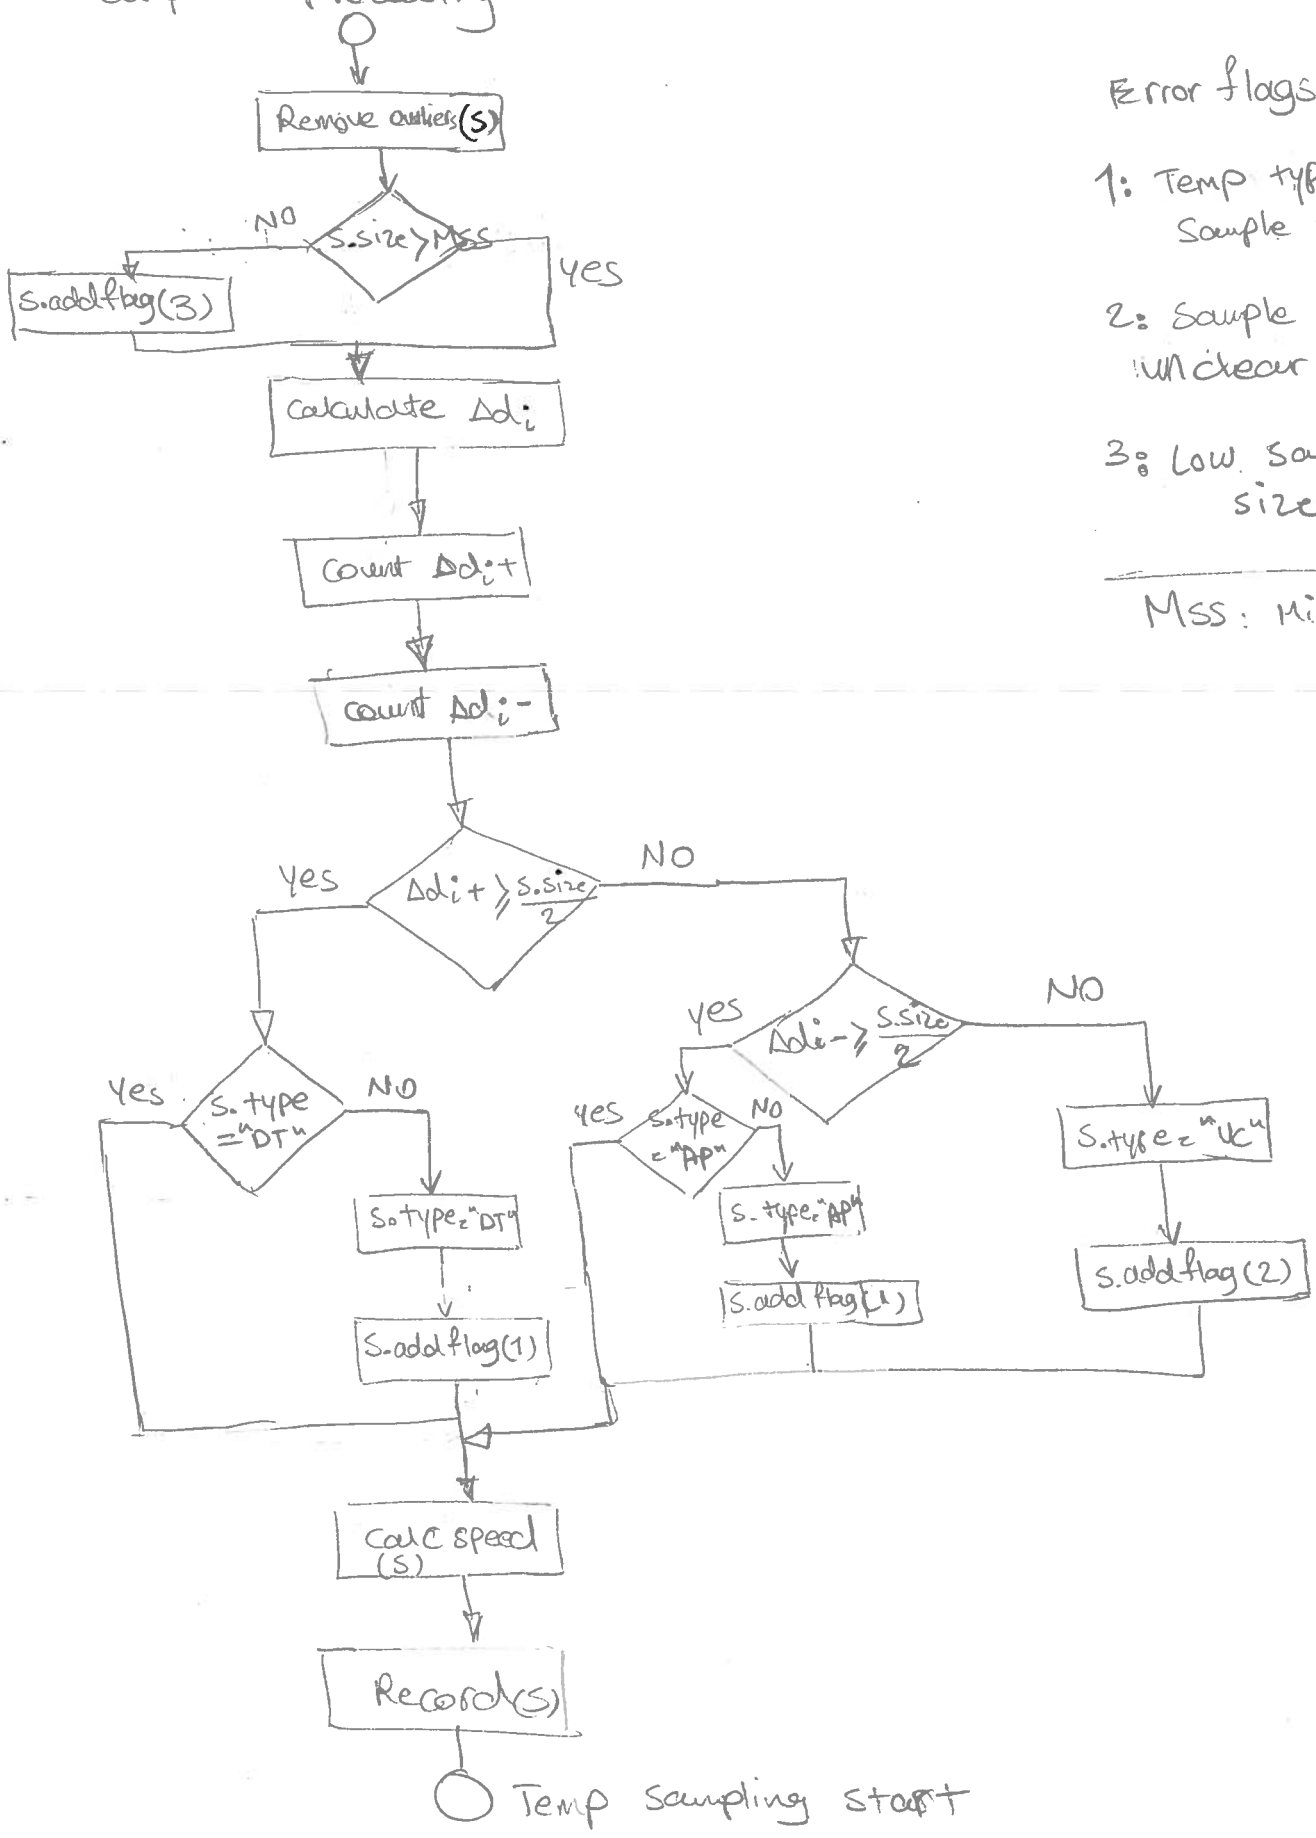 Remove outliers(S)
S.size>MSS
NO
yes
S.addflag(3)
Calculate Δdi
Count Δdi+
Count Δdi-
Δdi+ ⩾ S.size/2
yes
NO
S.type
="DT"
yes
NO
S.type="DT"
S.addflag(1)
Δdi- ⩾ S.size/2
yes
NO
S.type
="AP"
yes
NO
S.type="AP"
S.addflag(1)
S.type="UC"
S.addflag(2)
Calc speed
(S)
Record(S)
Temp Sampling start
Error flags
1: Temp typ
Sample
2: Sample
unclear
3: Low Sa
size
MSS: Mi